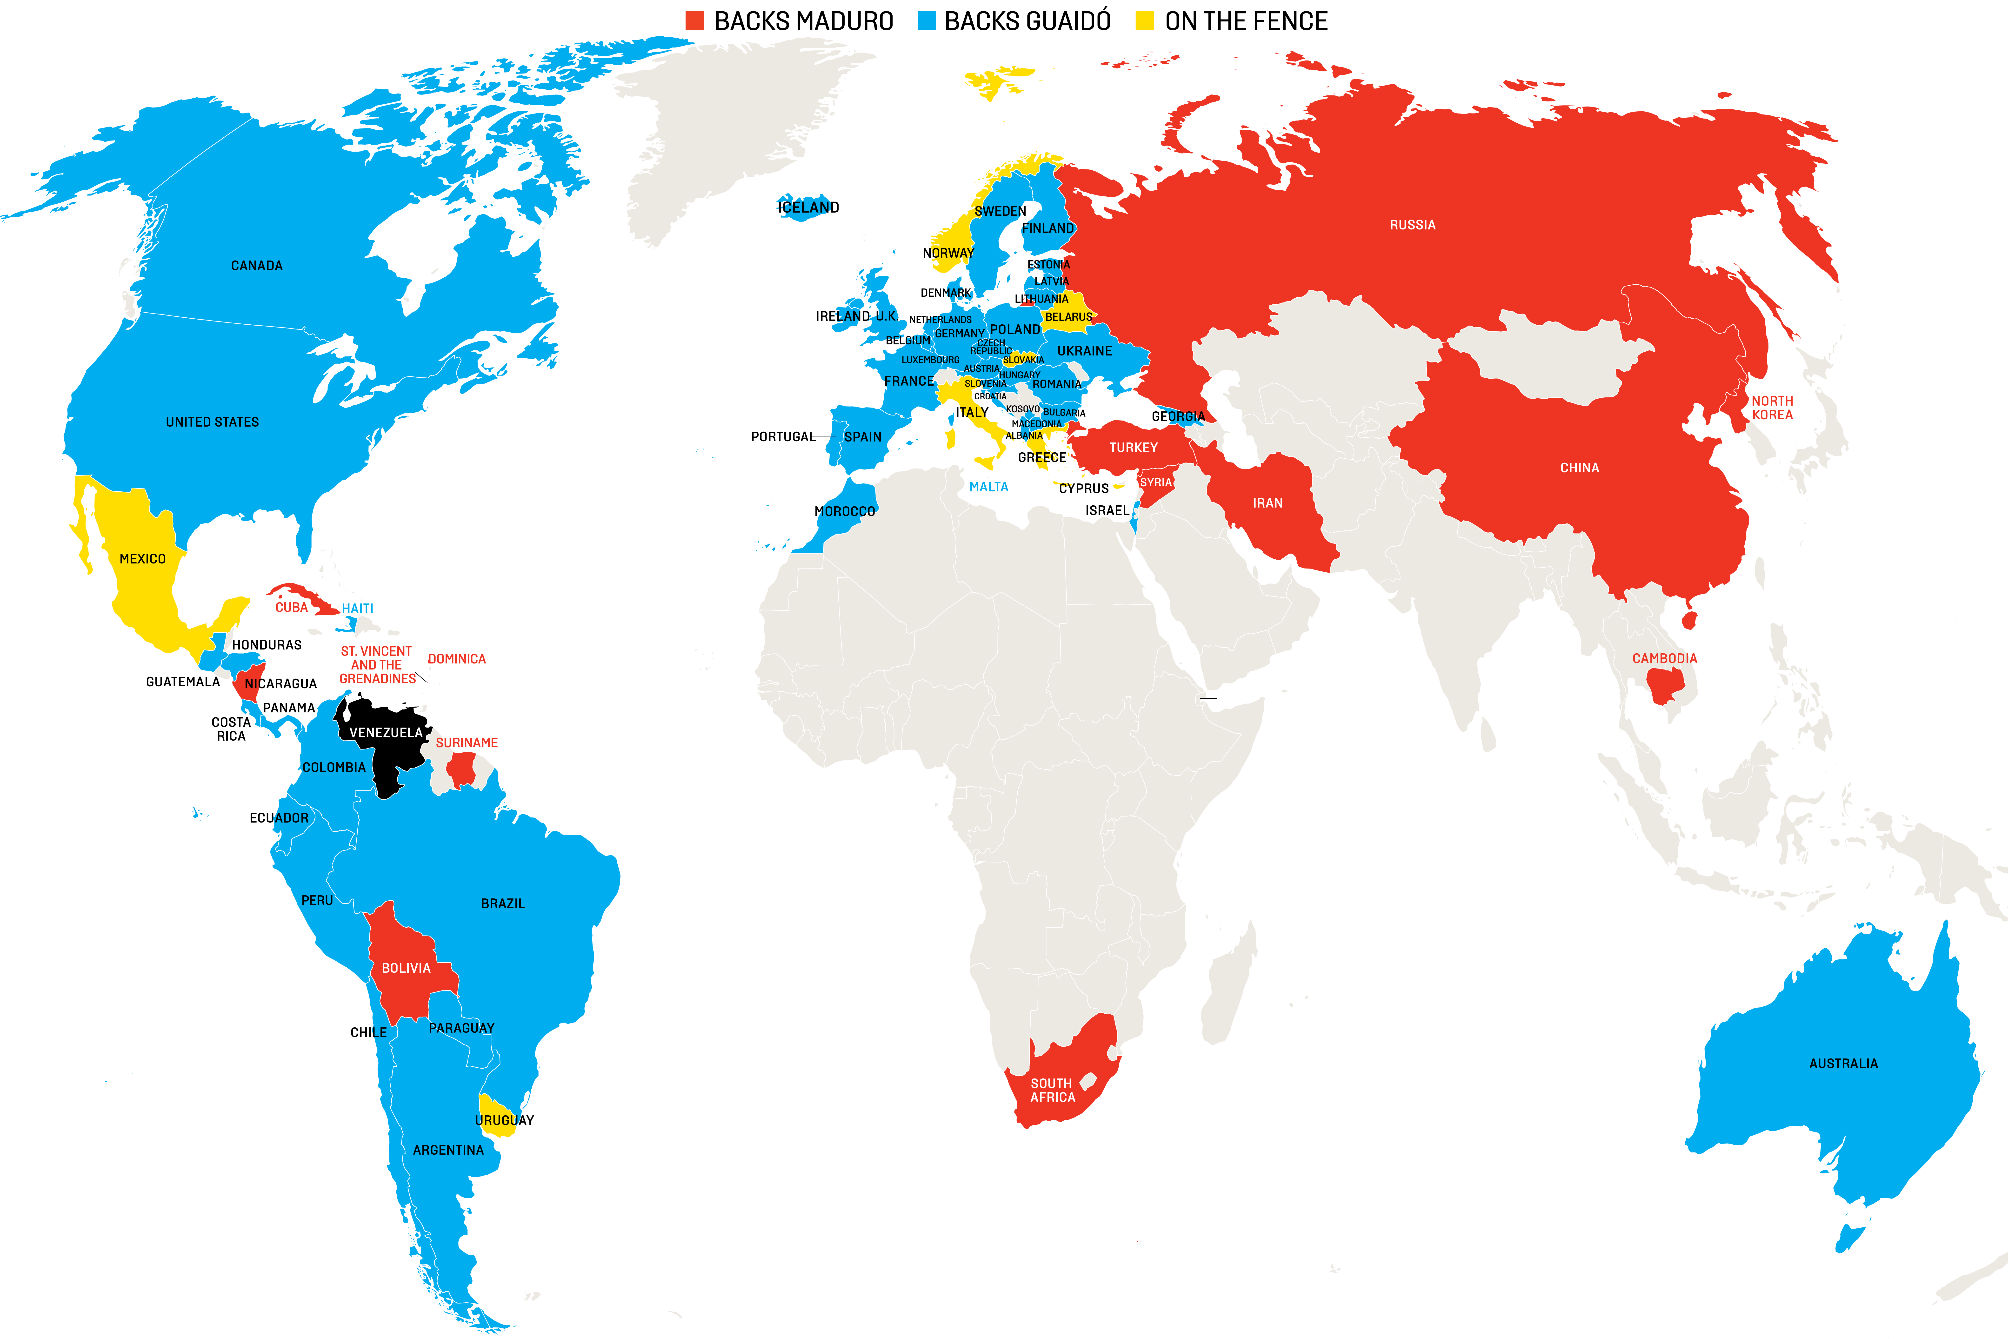 BACKS MADURO
BACKS GUAIDÓ
ON THE FENCE
ICELAND
SWEDEN
FINLAND
RUSSIA
NORWAY
CANADA
ESTONIA
LATVIA
DENMARK
LITHUANIA
IRELAND
U.K.
NETHERLANDS
BELARUS
GERMANY
POLAND
BELGIUM
CZECH
REPUBLIC
UKRAINE
LUXEMBOURG
SLOVAKIA
AUSTRIA
HUNGARY
FRANCE
SLOVENIA
ROMANIA
CROATIA
KOSOVO
BULGARIA
ITALY
MACEDONIA
GEORGIA
NORTH
KOREA
UNITED STATES
PORTUGAL
SPAIN
ALBANIA
TURKEY
GREECE
CHINA
MALTA
CYPRUS
SYRIA
IRAN
MOROCCO
ISRAEL
MEXICO
CUBA
HAITI
HONDURAS
ST. VINCENT
AND THE
GRENADINES
DOMINICA
CAMBODIA
GUATEMALA
NICARAGUA
PANAMA
COSTA
RICA
VENEZUELA
SURINAME
COLOMBIA
ECUADOR
PERU
BRAZIL
BOLIVIA
CHILE
PARAGUAY
AUSTRALIA
SOUTH
AFRICA
URUGUAY
ARGENTINA